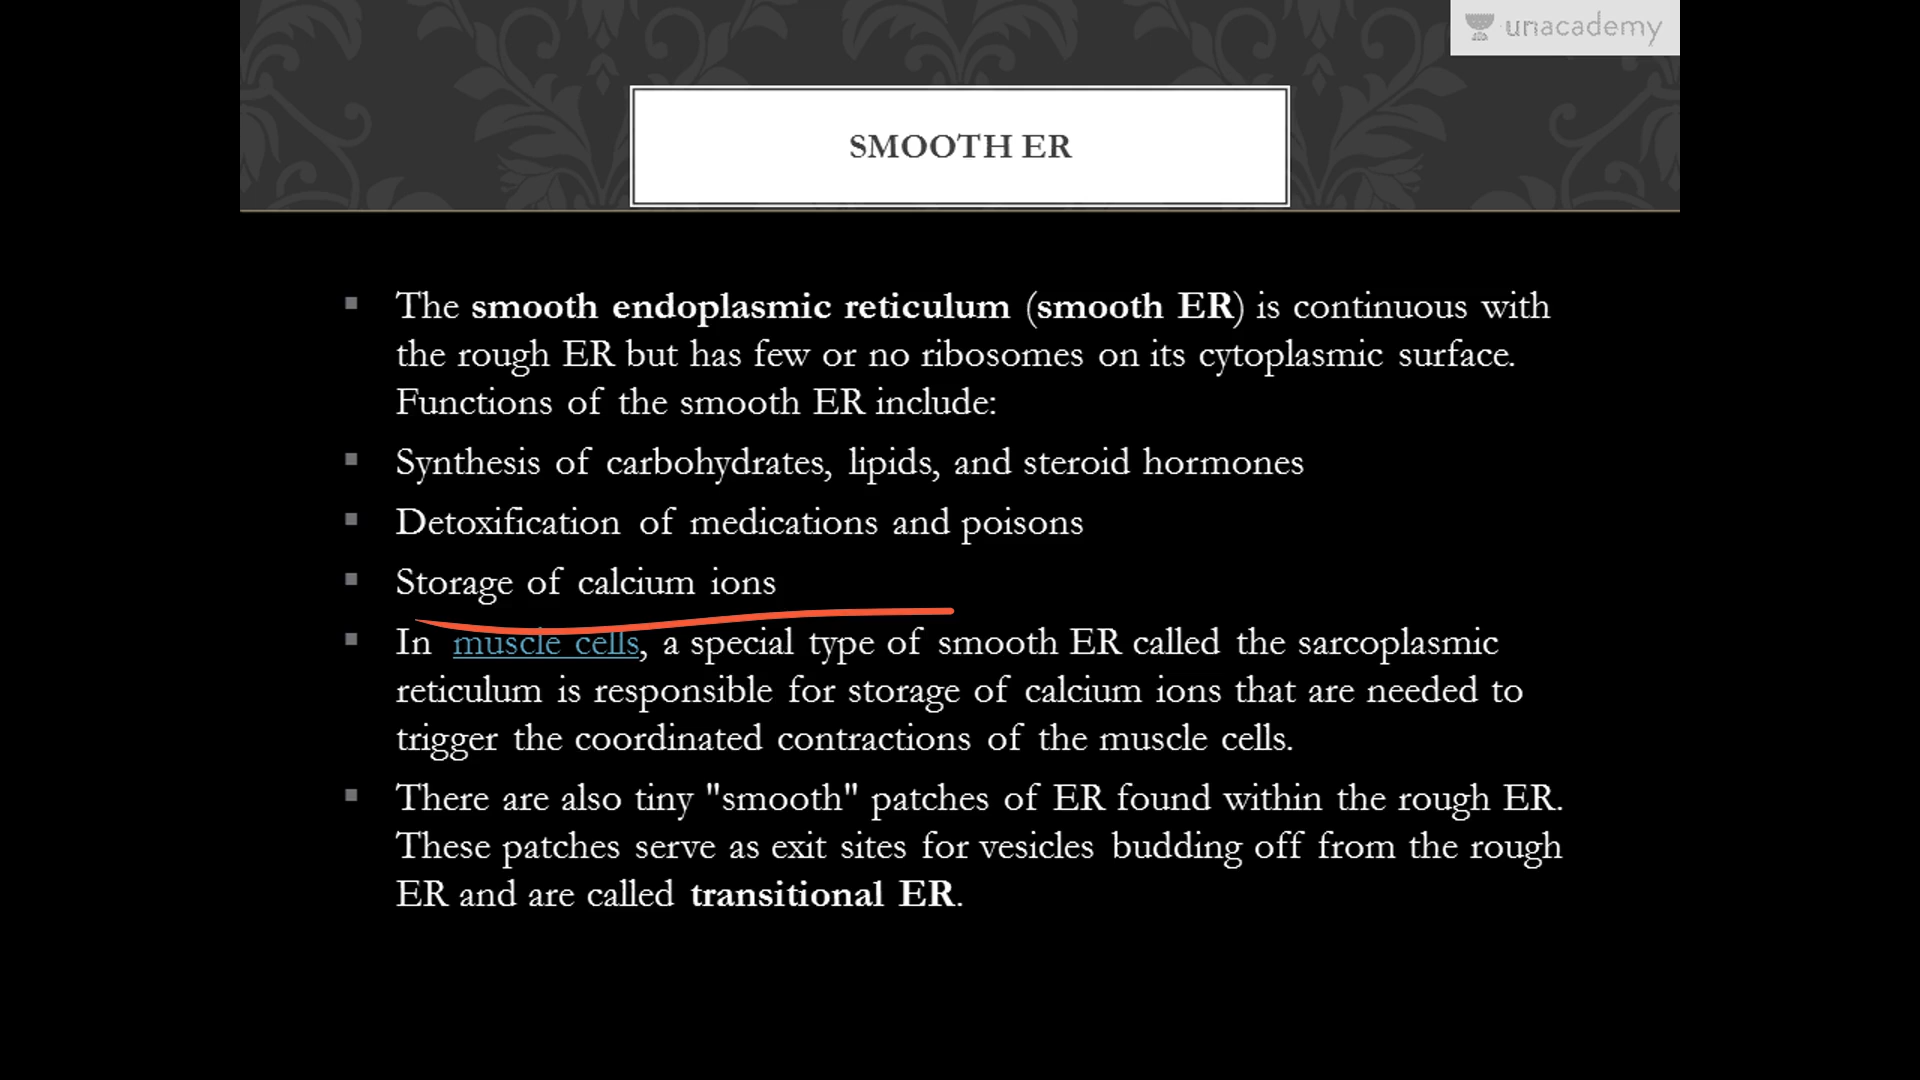 unacademy
SMOOTH ER
The smooth endoplasmic reticulum (smooth ER) is continuous with
the rough ER but has few or no ribosomes on its cytoplasmic surface.
Functions of the smooth ER include:
Synthesis of carbohydrates, lipids, and steroid hormones
Detoxification of medications and poisons
Storage of calcium ions
In muscle cells, a special type of smooth ER called the sarcoplasmic
reticulum is responsible for storage of calcium ions that are needed to
trigger the coordinated contractions of the muscle cells.
There are also tiny "smooth" patches of ER found within the rough ER.
These patches serve as exit sites for vesicles budding off from the rough
ER and are called transitional ER.